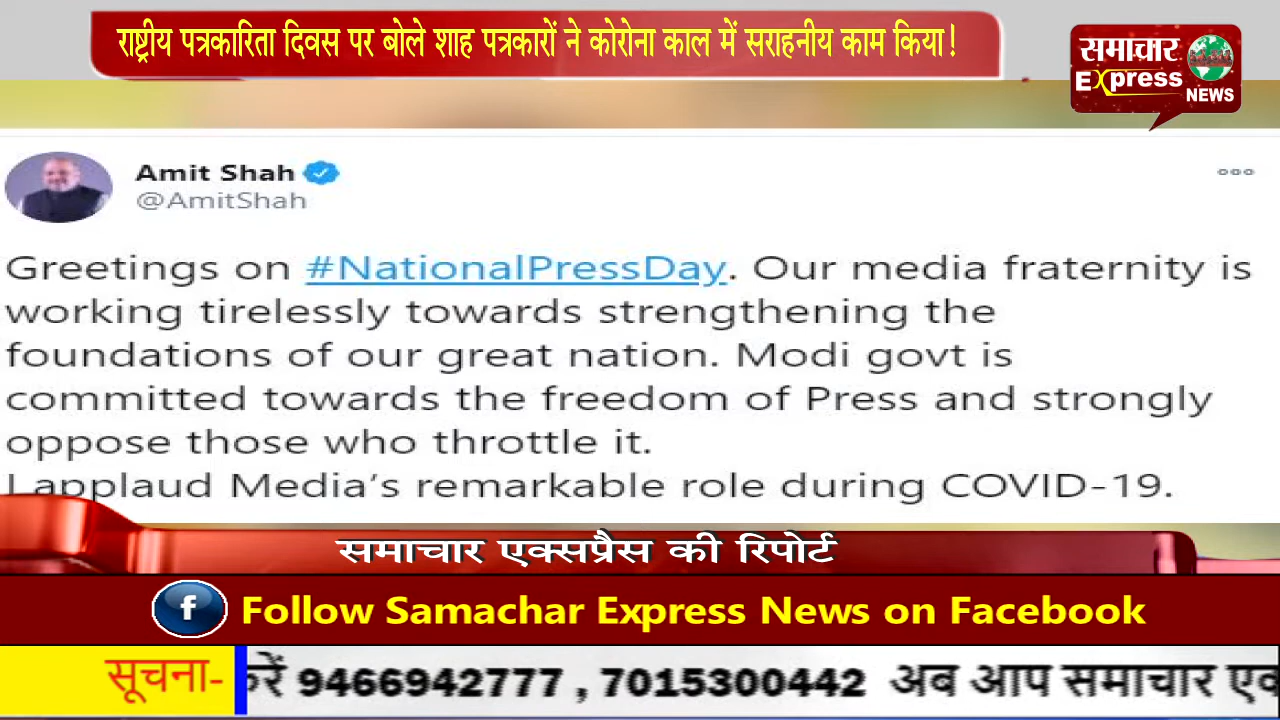 राष्ट्रीय पत्रकारिता दिवस पर बोले शाह पत्रकारों ने कोरोना काल में सराहनीय काम किया!
समाचार
Express
NEWS
Amit Shah
@AmitShah
Greetings on #NationalPressDay. Our media fraternity is
working tirelessly towards strengthening the
foundations of our great nation. Modi govt is
committed towards the freedom of Press and strongly
oppose those who throttle it.
I applaud Media’s remarkable role during COVID-19.
समाचार एक्सप्रैस की रिपोर्ट
f Follow Samachar Express News on Facebook
सूचना- करें 9466942777 , 7015300442 अब आप समाचार